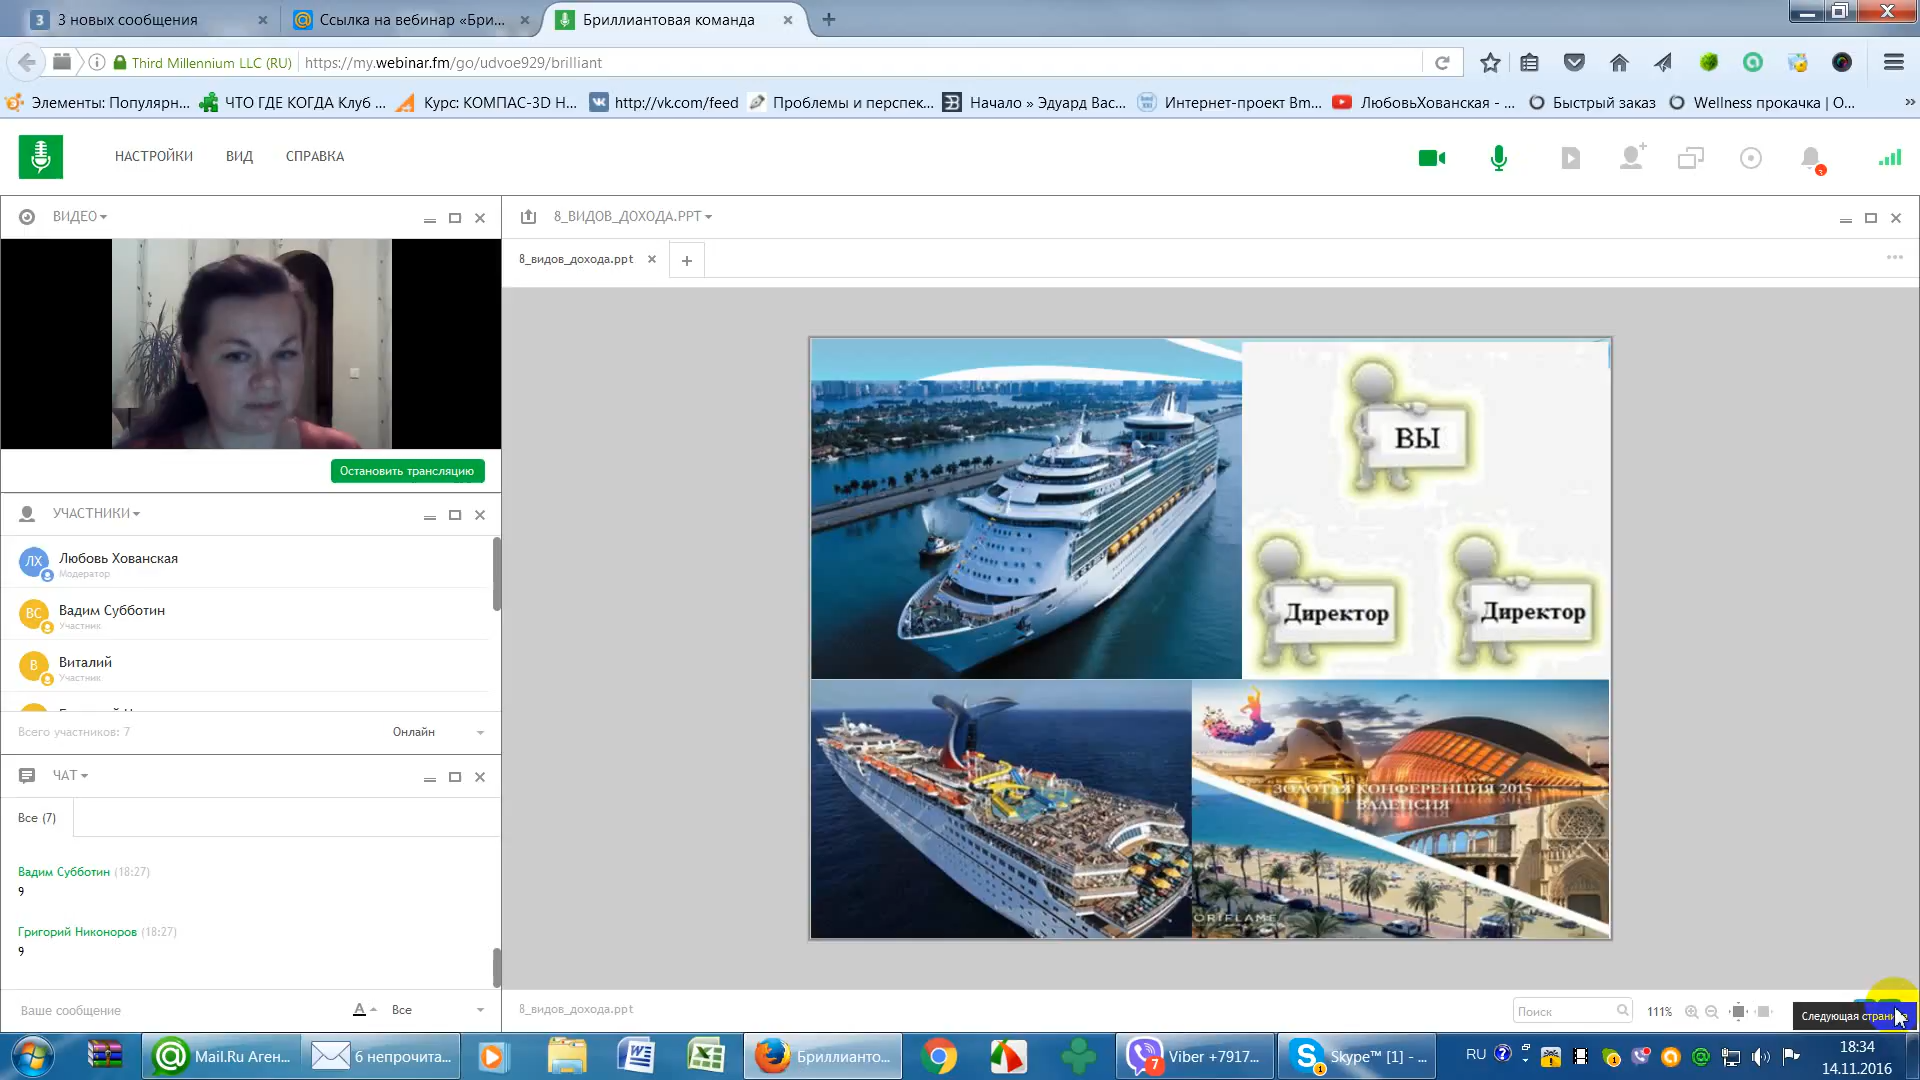 3 новых сообщения
Ссылка на вебинар «Бри...
Бриллиантовая команда
Third Millennium LLC (RU)
https://my.webinar.fm/go/udvoe929/brilliant
Элементы: Популярн...
ЧТО ГДЕ КОГДА Клуб ...
Курс: КОМПАС-3D Н...
http://vk.com/feed
Проблемы и перспек...
Начало » Эдуард Вас...
Интернет-проект Bm...
ЛюбовьХованская - ...
Быстрый заказ
Wellness прокачка | О...
НАСТРОЙКИ
ВИД
СПРАВКА
ВИДЕО
8_ВИДОВ_ДОХОДА.PPT
8_видов_дохода.ppt
Остановить трансляцию
УЧАСТНИКИ
ЛХ
Любовь Хованская
Модератор
ВС
Вадим Субботин
Участник
В
Виталий
Участник
Всего участников: 7
Онлайн
ЧАТ
Все (7)
Вадим Субботин (18:27)
9
Григорий Никоноров (18:27)
9
Ваше сообщение
А
Все
ВЫ
Директор
Директор
ЗОЛОТАЯ КОНФЕРЕНЦИЯ 2015
ВАЛЕНСИЯ
ORIFLAME
8_видов_дохода.ppt
Поиск
111%
Следующая страница
Mail.Ru Аген...
6 непрочита...
Бриллианто...
7
Viber +7917...
Skype™ [1] - ...
RU
18:34
14.11.2016